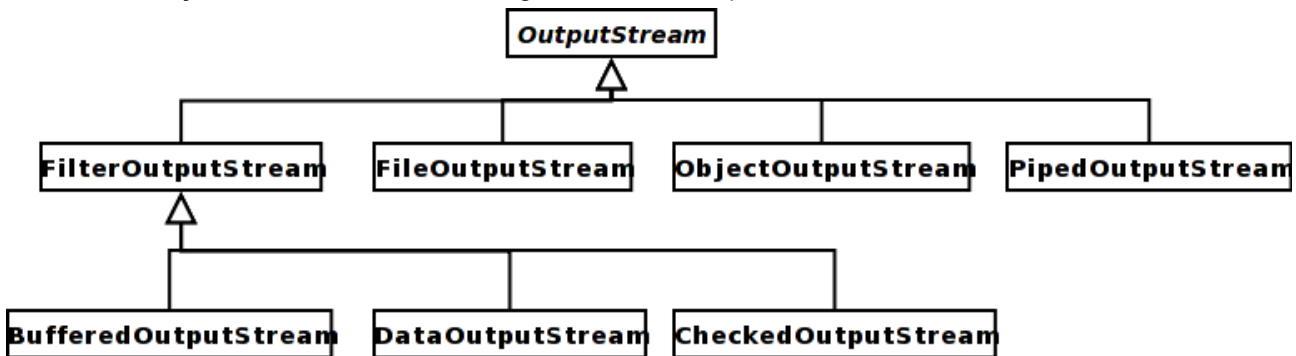 OutputStream
FilterOutputStream FileOutputStream ObjectOutputStream PipedOutputStream
BufferedOutputStream DataOutputStream CheckedOutputStream